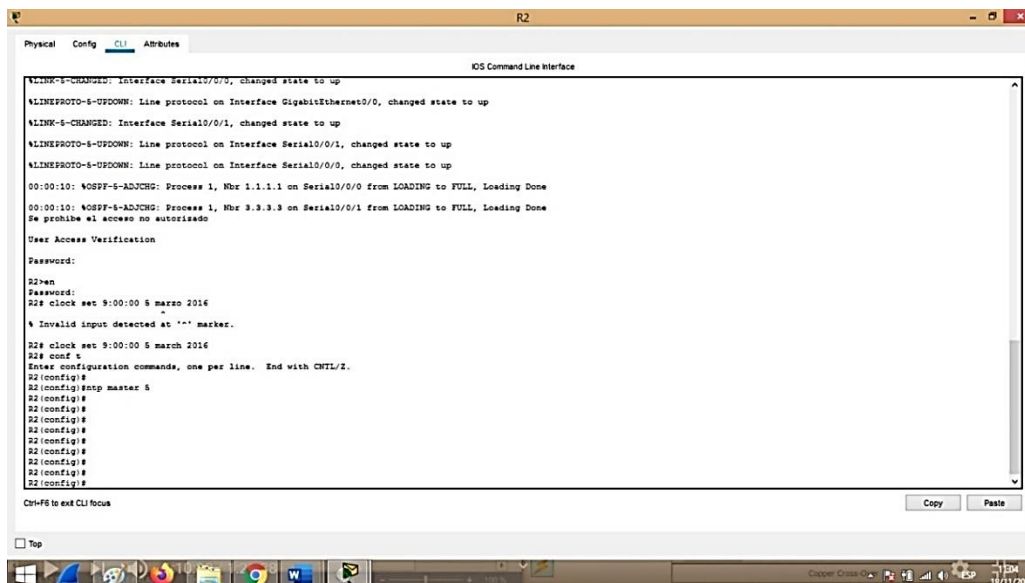 R2
Physical Config CLI Attributes
IOS Command Line Interface
%LINK-5-CHANGED: Interface Serial0/0/0, changed state to up
%LINEPROTO-5-UPDOWN: Line protocol on Interface GigabitEthernet0/0, changed state to up
%LINK-5-CHANGED: Interface Serial0/0/1, changed state to up
%LINEPROTO-5-UPDOWN: Line protocol on Interface Serial0/0/1, changed state to up
%LINEPROTO-5-UPDOWN: Line protocol on Interface Serial0/0/0, changed state to up
00:00:10: %OSPF-5-ADJCHG: Process 1, Nbr 1.1.1.1 on Serial0/0/0 from LOADING to FULL, Loading Done
00:00:10: %OSPF-5-ADJCHG: Process 1, Nbr 3.3.3.3 on Serial0/0/1 from LOADING to FULL, Loading Done
Se prohibe el acceso no autorizado
User Access Verification
Password:
R2>en
Password:
R2# clock set 9:00:00 5 marzo 2016
^
% Invalid input detected at '^' marker.
R2# clock set 9:00:00 5 march 2016
R2# conf t
Enter configuration commands, one per line. End with CNTL/Z.
R2(config)#
R2(config)#ntp master 5
R2(config)#
R2(config)#
R2(config)#
R2(config)#
R2(config)#
R2(config)#
R2(config)#
R2(config)#
R2(config)#
Ctrl+F6 to exit CLI focus
Copy Paste
Top
Copper Cross-Over
ESP
11:04